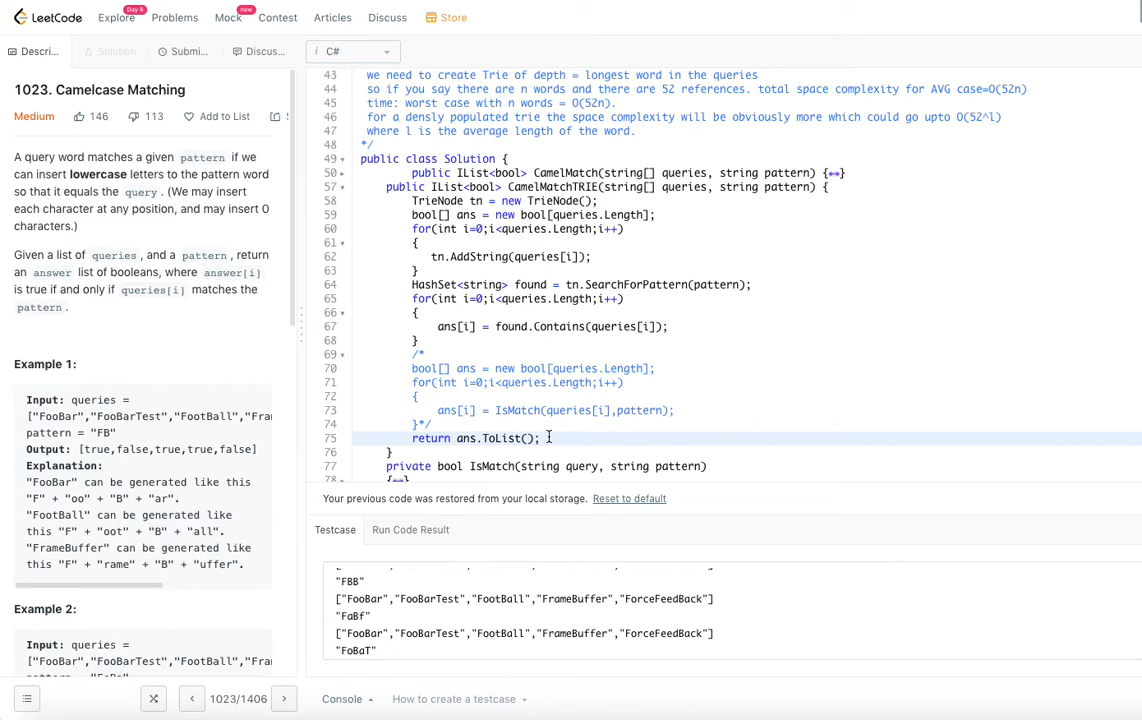 LeetCode
Explore
Day 6
Problems
Mock
new
Contest
Articles
Discuss
Store
Descri...
Solution
Submi...
Discus...
i C#
1023. Camelcase Matching
Medium
146
113
Add to List
A query word matches a given pattern if we
can insert lowercase letters to the pattern word
so that it equals the query . (We may insert
each character at any position, and may insert 0
characters.)
Given a list of queries , and a pattern , return
an answer list of booleans, where answer[i]
is true if and only if queries[i] matches the
pattern .
Example 1:
Input: queries =
["FooBar","FooBarTest","FootBall","Fra
pattern = "FB"
Output: [true,false,true,true,false]
Explanation:
"FooBar" can be generated like this
"F" + "oo" + "B" + "ar".
"FootBall" can be generated like
this "F" + "oot" + "B" + "all".
"FrameBuffer" can be generated like
this "F" + "rame" + "B" + "uffer".
Example 2:
Input: queries =
["FooBar","FooBarTest","FootBall","Fra
1023/1406
43 we need to create Trie of depth = longest word in the queries
44 so if you say there are n words and there are 52 references. total space complexity for AVG case=O(52n)
45 time: worst case with n words = O(52n).
46 for a densly populated trie the space complexity will be obviously more which could go upto O(52^l)
47 where l is the average length of the word.
48 */
49 public class Solution {
50 public IList<bool> CamelMatch(string[] queries, string pattern) {↔}
57 public IList<bool> CamelMatchTRIE(string[] queries, string pattern) {
58 TrieNode tn = new TrieNode();
59 bool[] ans = new bool[queries.Length];
60 for(int i=0;i<queries.Length;i++)
61 {
62 tn.AddString(queries[i]);
63 }
64 HashSet<string> found = tn.SearchForPattern(pattern);
65 for(int i=0;i<queries.Length;i++)
66 {
67 ans[i] = found.Contains(queries[i]);
68 }
69 /*
70 bool[] ans = new bool[queries.Length];
71 for(int i=0;i<queries.Length;i++)
72 {
73 ans[i] = IsMatch(queries[i],pattern);
74 }*/
75 return ans.ToList();
76 }
77 private bool IsMatch(string query, string pattern)
78 {↔}
Your previous code was restored from your local storage. Reset to default
Testcase
Run Code Result
"FBB"
["FooBar","FooBarTest","FootBall","FrameBuffer","ForceFeedBack"]
"FaBf"
["FooBar","FooBarTest","FootBall","FrameBuffer","ForceFeedBack"]
"FoBaT"
Console
How to create a testcase